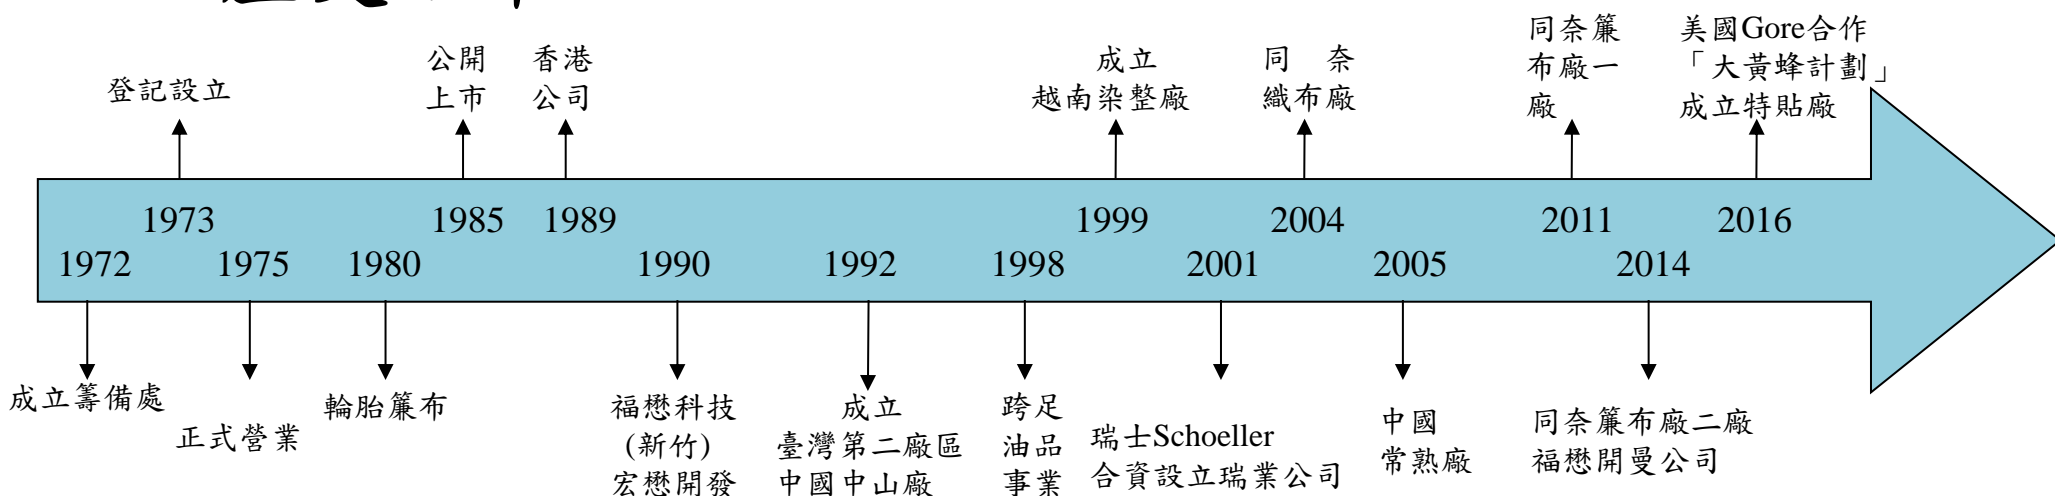 登記設立
公開
上市
香港
公司
成立
越南染整廠
同 奈
織布廠
同奈簾
布廠一
廠
美國Gore合作
「大黃蜂計劃」
成立特貼廠
1973
1985
1989
1999
2004
2011
2016
1972
1975
1980
1990
1992
1998
2001
2005
2014
成立籌備處
正式營業
輪胎簾布
福懋科技
(新竹)
宏懋開發
成立
臺灣第二廠區
中國中山廠
跨足
油品
事業
瑞士Schoeller
合資設立瑞業公司
中國
常熟廠
同奈簾布廠二廠
福懋開曼公司